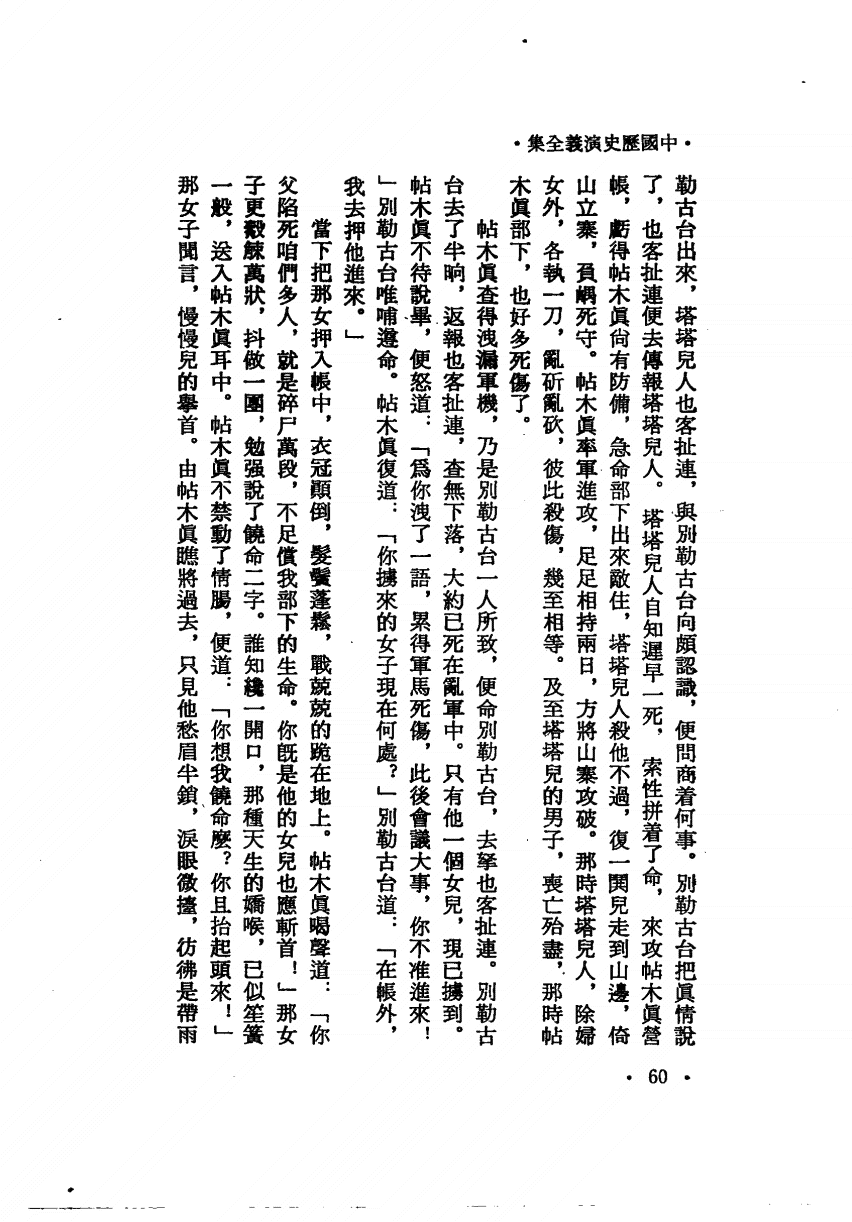 ·中國歷史演義全集·
勒古台出來，塔塔兒人也客扯連，與別勒古台向頗認識，便問商着何事。別勒古台把眞情說
了，也客扯連便去傳報塔塔兒人。塔塔兒人自知遲早一死，索性拼着了命，來攻帖木眞營
帳，虧得帖木眞尙有防備，急命部下出來敵住，塔塔兒人殺他不過，復一鬨兒走到山邊，倚
山立寨，負嵎死守。帖木眞率軍進攻，足足相持兩日，方將山寨攻破。那時塔塔兒人，除婦
女外，各執一刀，亂斫亂砍，彼此殺傷，幾至相等。及至塔塔兒的男子，喪亡殆盡，那時帖
木眞部下，也好多死傷了。
帖木眞查得洩漏軍機，乃是別勒古台一人所致，便命別勒古台，去拏也客扯連。別勒古
台去了半晌，返報也客扯連，查無下落，大約已死在亂軍中。只有他一個女兒，現已擄到。
帖木眞不待說畢，便怒道：「爲你洩了一語，累得軍馬死傷，此後會議大事，你不准進來！
」別勒古台唯唯遵命。帖木眞復道：「你擄來的女子現在何處？」別勒古台道：「在帳外，
我去押他進來。」
當下把那女押入帳中，衣冠顚倒，髮鬢蓬鬆，戰兢兢的跪在地上。帖木眞喝聲道：「你
父陷死咱們多人，就是碎尸萬段，不足償我部下的生命。你旣是他的女兒也應斬首！」那女
子更觳觫萬狀，抖做一團，勉强說了饒命二字。誰知纔一開口，那種天生的嬌喉，已似笙簧
一般，送入帖木眞耳中。帖木眞不禁動了情腸，便道：「你想我饒命麼？你且抬起頭來！」
那女子聞言，慢慢兒的擧首。由帖木眞瞧將過去，只見他愁眉半鎖，淚眼微擡，彷彿是帶雨
·60·